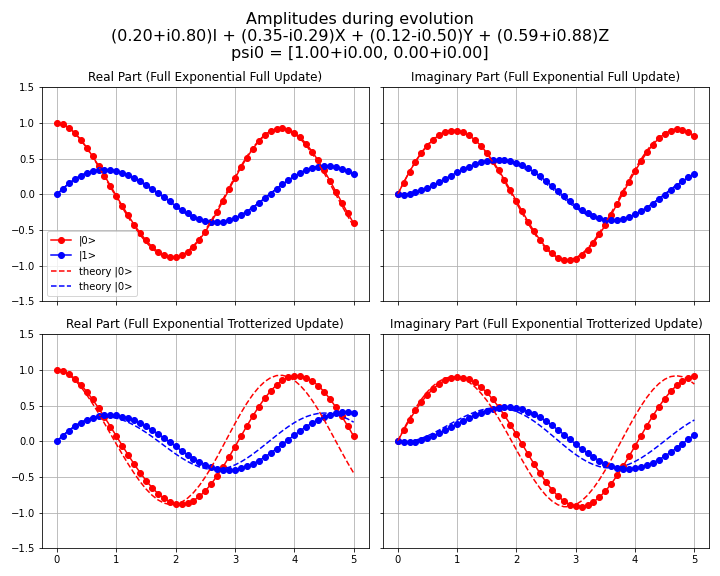 Amplitudes during evolution
(0.20+i0.80)I + (0.35-i0.29)X + (0.12-i0.50)Y + (0.59+i0.88)Z
psi0 = [1.00+i0.00, 0.00+i0.00]
Real Part (Full Exponential Full Update)
1.5
1.0
0.5
0.0
−0.5
−1.0
−1.5
|0>
|1>
theory |0>
theory |0>
Imaginary Part (Full Exponential Full Update)
Real Part (Full Exponential Trotterized Update)
1.5
1.0
0.5
0.0
−0.5
−1.0
−1.5
0 1 2 3 4 5
Imaginary Part (Full Exponential Trotterized Update)
0 1 2 3 4 5